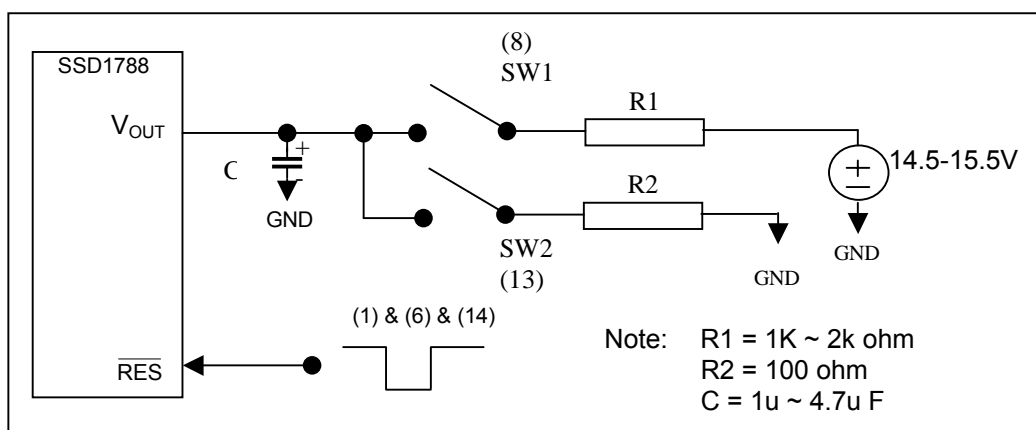 SSD1788
VOUT
C
+
-
GND
(8)
SW1
R1
+
14.5-15.5V
GND
R2
SW2
(13)
GND
(1) & (6) & (14)
RES
Note: R1 = 1K ~ 2k ohm
R2 = 100 ohm
C = 1u ~ 4.7u F